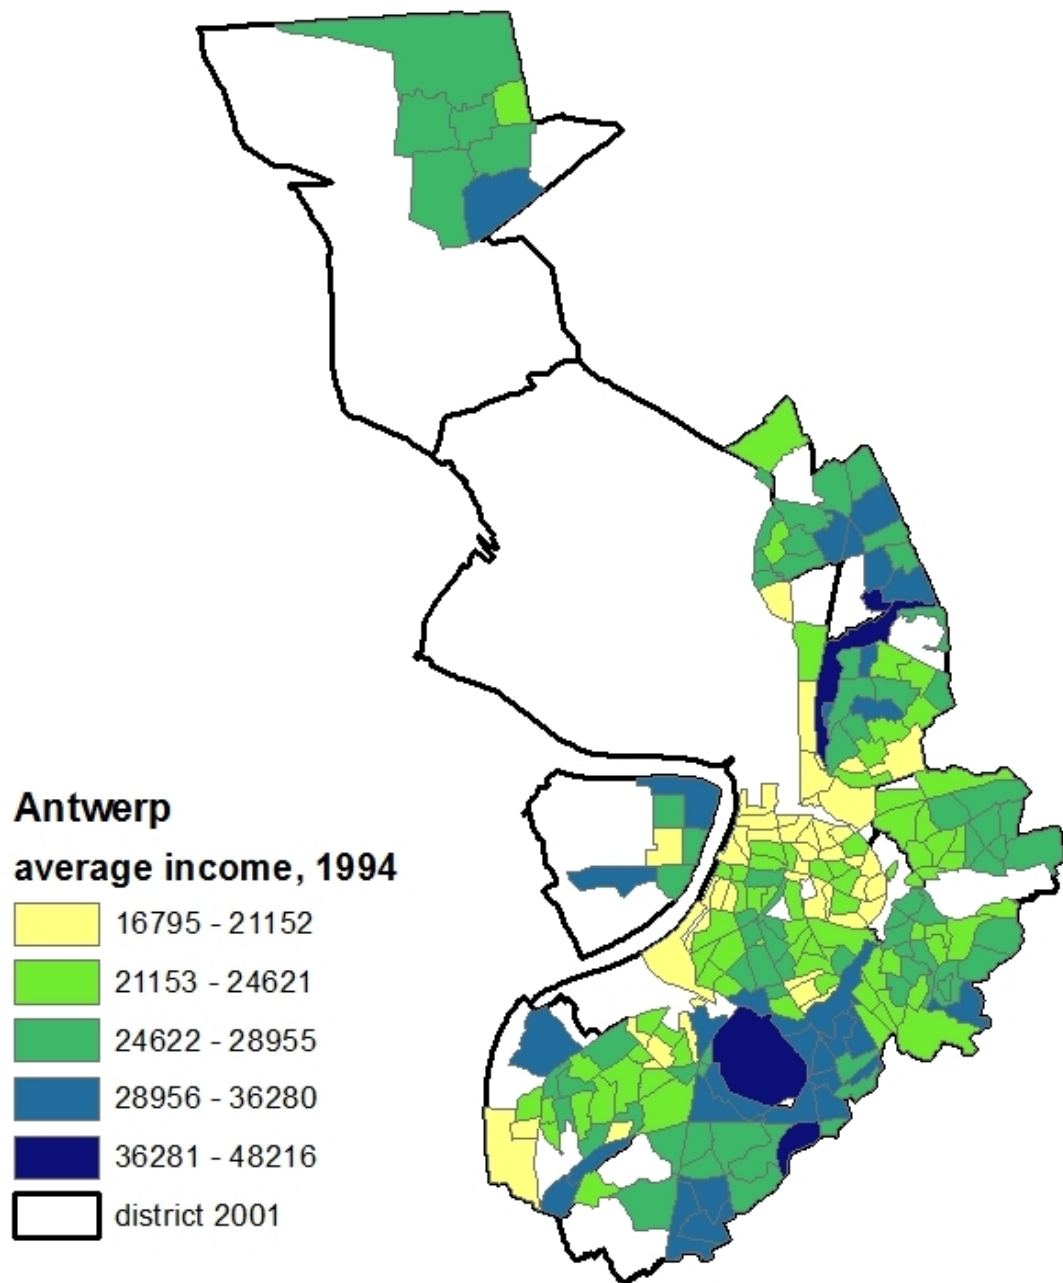 Antwerp
average income, 1994
16795 - 21152
21153 - 24621
24622 - 28955
28956 - 36280
36281 - 48216
district 2001